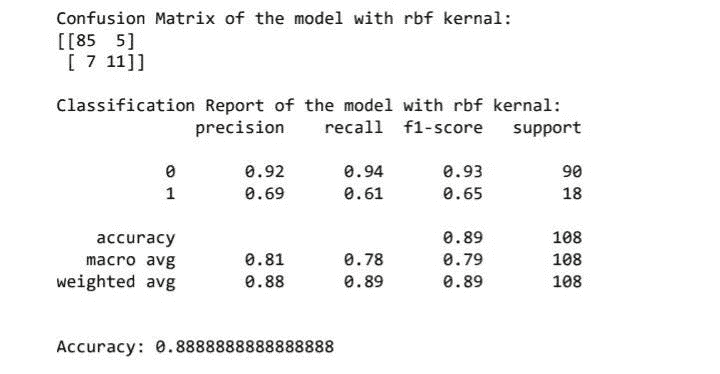 Confusion Matrix of the model with rbf kernal:
[[85  5]
 [ 7 11]]
Classification Report of the model with rbf kernal:
precision recall f1-score support
0 0.92 0.94 0.93 90
1 0.69 0.61 0.65 18
accuracy 0.89 108
macro avg 0.81 0.78 0.79 108
weighted avg 0.88 0.89 0.89 108
Accuracy: 0.8888888888888888